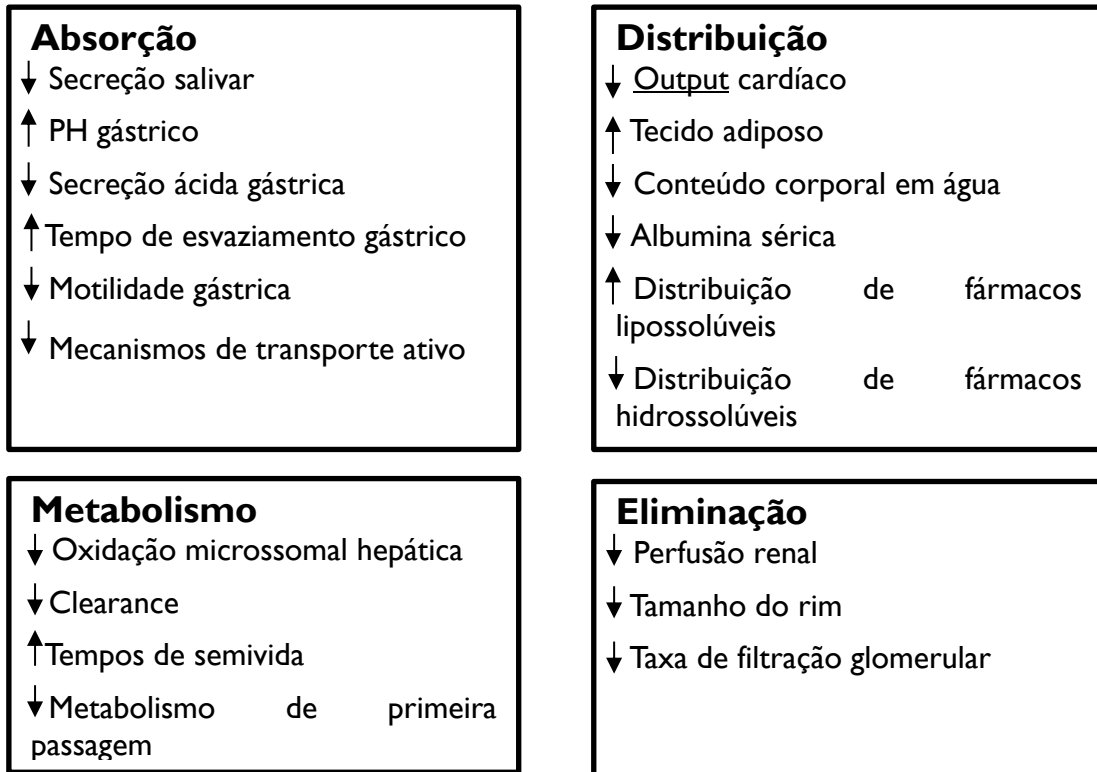 Absorção
↓ Secreção salivar
↑ PH gástrico
↓ Secreção ácida gástrica
↑ Tempo de esvaziamento gástrico
↓ Motilidade gástrica
↓ Mecanismos de transporte ativo
Distribuição
↓ Output cardíaco
↑ Tecido adiposo
↓ Conteúdo corporal em água
↓ Albumina sérica
↑ Distribuição de fármacos
lipossolúveis
↓ Distribuição de fármacos
hidrossolúveis
Metabolismo
↓ Oxidação microssomal hepática
↓ Clearance
↑ Tempos de semivida
↓ Metabolismo de primeira
passagem
Eliminação
↓ Perfusão renal
↓ Tamanho do rim
↓ Taxa de filtração glomerular